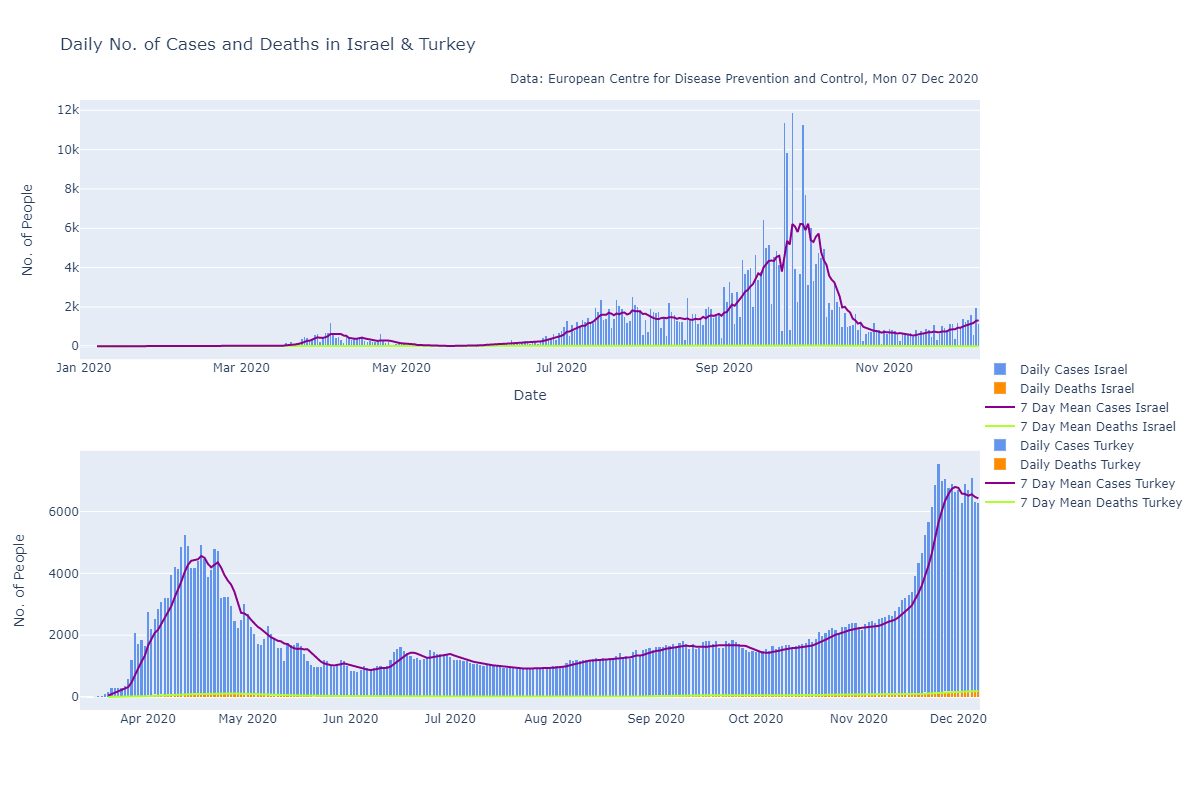 Daily No. of Cases and Deaths in Israel & Turkey
Data: European Centre for Disease Prevention and Control, Mon 07 Dec 2020
12k
10k
8k
6k
4k
2k
0
No. of People
Jan 2020
Mar 2020
May 2020
Jul 2020
Sep 2020
Nov 2020
Date
Daily Cases Israel
Daily Deaths Israel
7 Day Mean Cases Israel
7 Day Mean Deaths Israel
Daily Cases Turkey
Daily Deaths Turkey
7 Day Mean Cases Turkey
7 Day Mean Deaths Turkey
6000
4000
2000
0
No. of People
Apr 2020
May 2020
Jun 2020
Jul 2020
Aug 2020
Sep 2020
Oct 2020
Nov 2020
Dec 2020